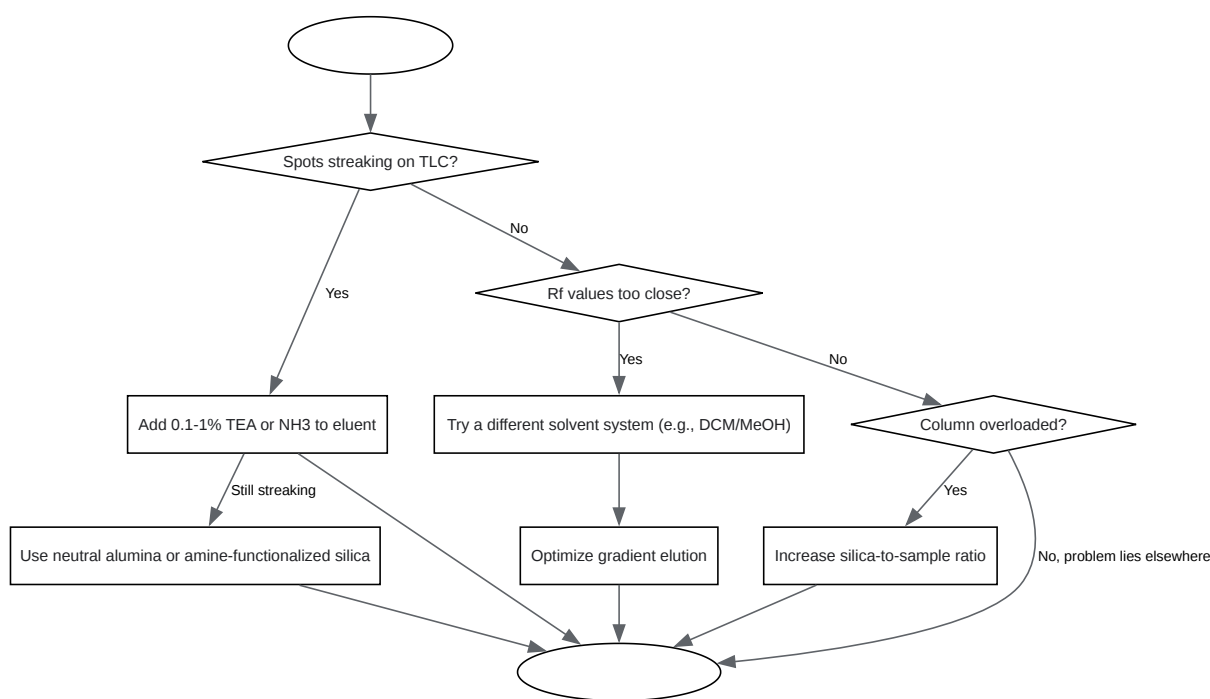 Spots streaking on TLC?
No
Yes
Rf values too close?
Yes
No
Add 0.1-1% TEA or NH3 to eluent
Try a different solvent system (e.g., DCM/MeOH)
Column overloaded?
Still streaking
Yes
Use neutral alumina or amine-functionalized silica
Optimize gradient elution
Increase silica-to-sample ratio
No, problem lies elsewhere